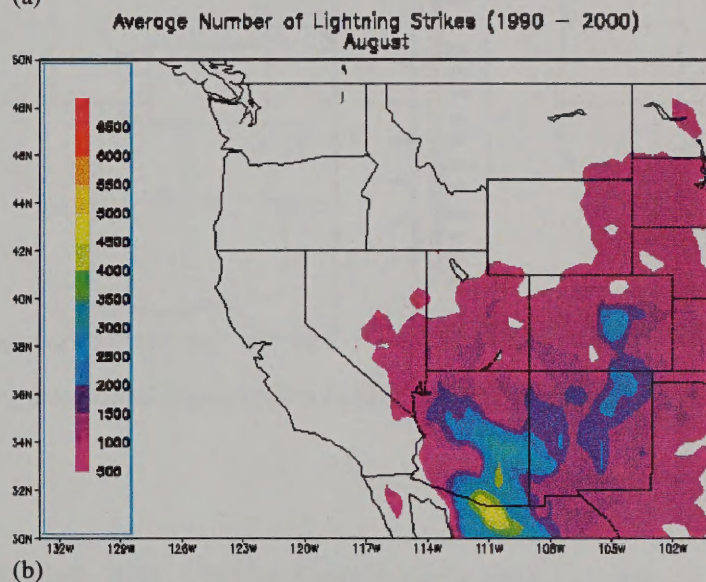 (a)
Average Number of Lightning Strikes (1990 – 2000)
August
50N
48N
46N
44N
42N
40N
38N
36N
34N
32N
30N
6500
6000
5500
5000
4500
4000
3500
3000
2500
2000
1500
1000
500
132W 129W 126W 123W 120W 117W 114W 111W 108W 105W 102W
(b)